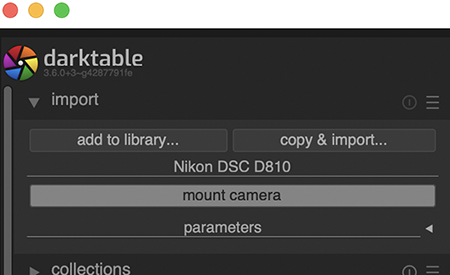 darktable
3.6.0+3~g4287791fe
import
add to library... copy & import...
Nikon DSC D810
mount camera
parameters
collections